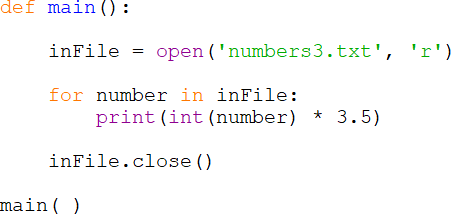 def main():
inFile = open('numbers3.txt', 'r')
for number in inFile:
print(int(number) * 3.5)
inFile.close()
main( )